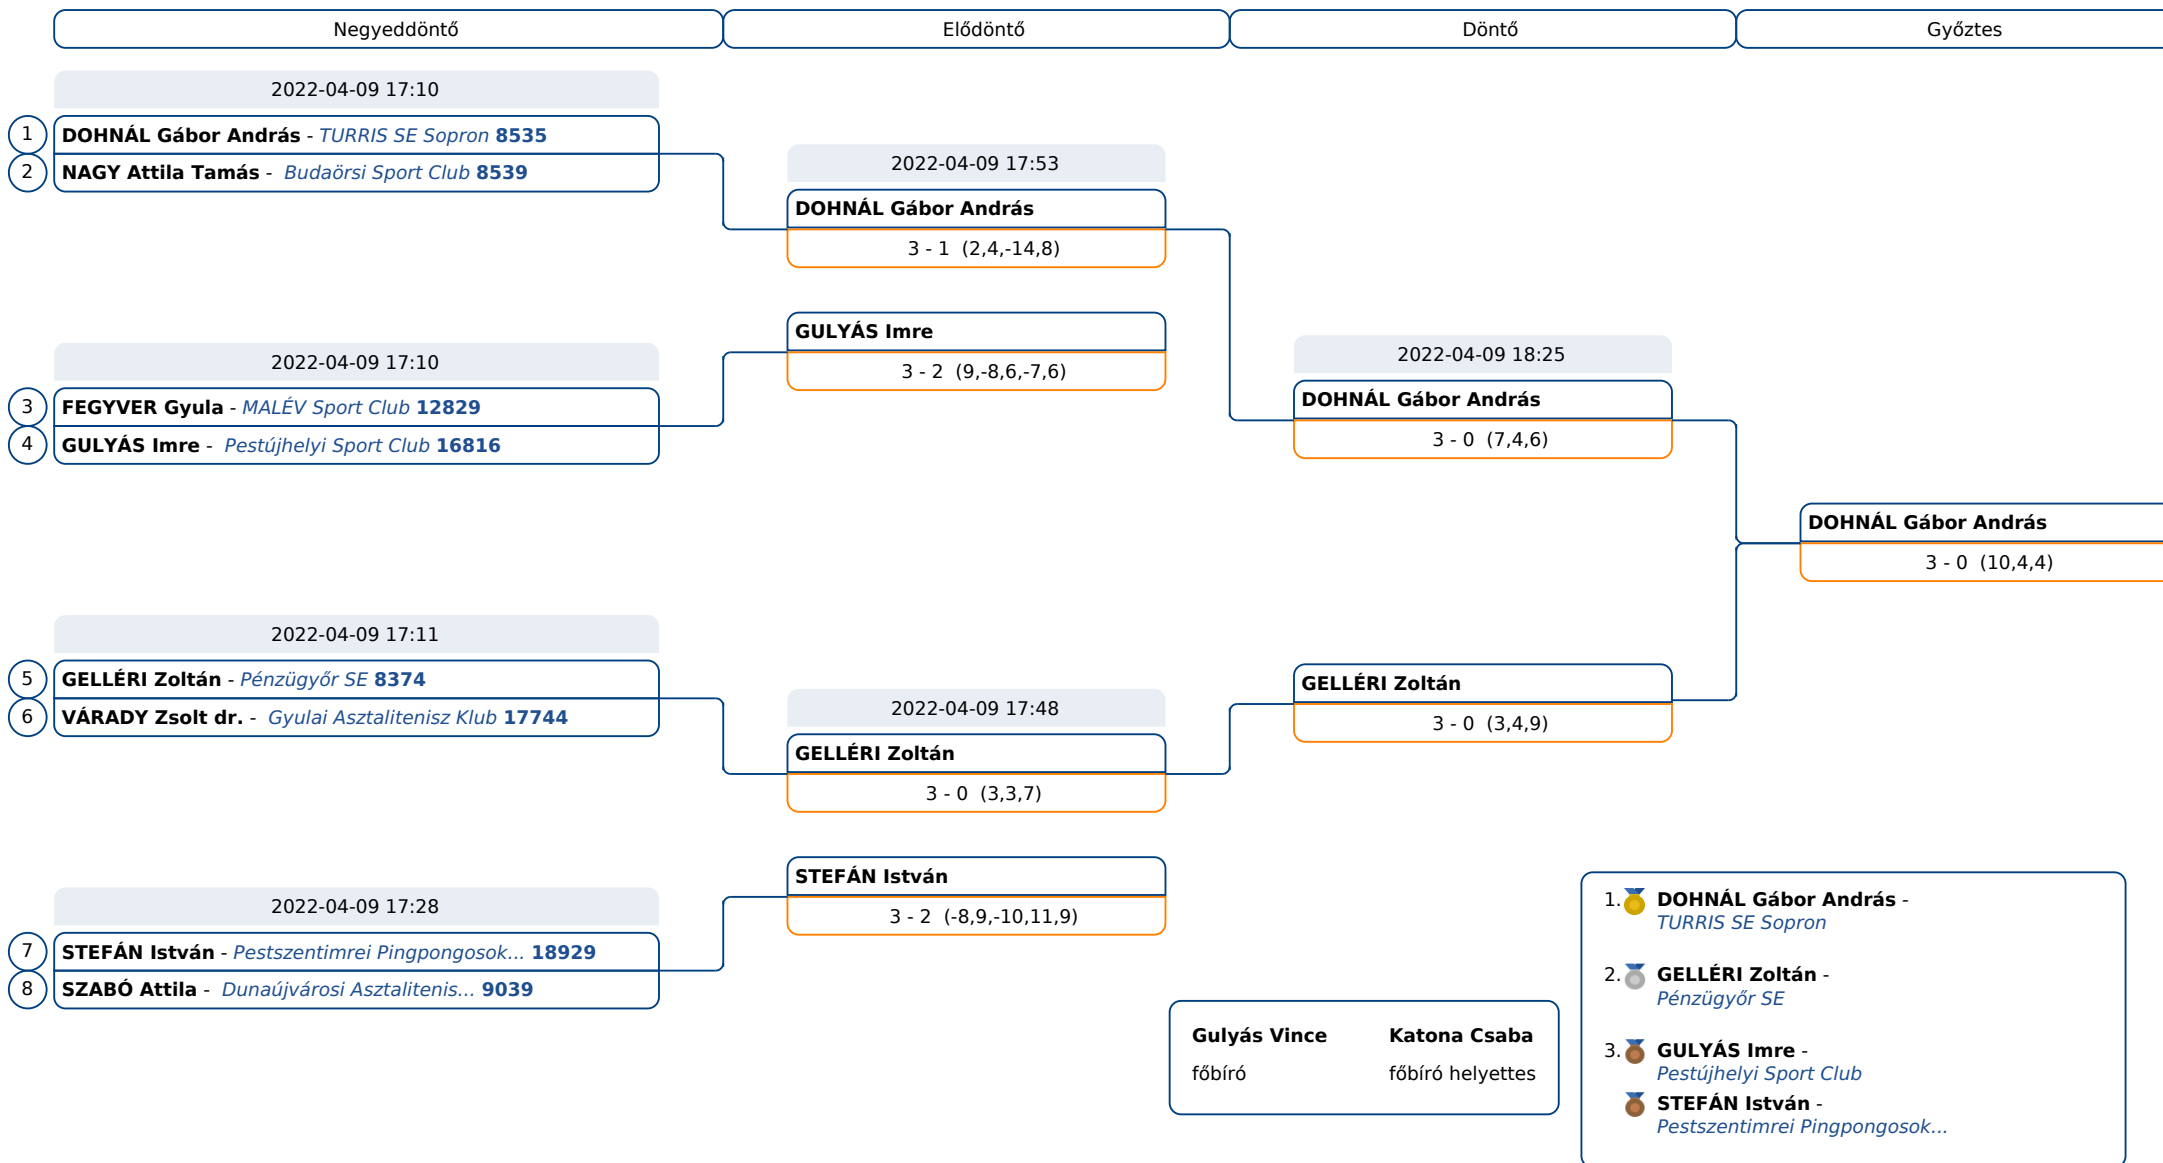 Negyeddöntő
Elődöntő
Döntő
Győztes
2022-04-09 17:10
1 DOHNÁL Gábor András - TURRIS SE Sopron 8535
2 NAGY Attila Tamás - Budaörsi Sport Club 8539
2022-04-09 17:10
3 FEGYVER Gyula - MALÉV Sport Club 12829
4 GULYÁS Imre - Pestújhelyi Sport Club 16816
2022-04-09 17:11
5 GELLÉRI Zoltán - Pénzügyőr SE 8374
6 VÁRADY Zsolt dr. - Gyulai Asztalitenisz Klub 17744
2022-04-09 17:28
7 STEFÁN István - Pestszentimrei Pingpongosok... 18929
8 SZABÓ Attila - Dunaújvárosi Asztalitenis... 9039
2022-04-09 17:53
DOHNÁL Gábor András
3 - 1 (2,4,-14,8)
GULYÁS Imre
3 - 2 (9,-8,6,-7,6)
2022-04-09 17:48
GELLÉRI Zoltán
3 - 0 (3,3,7)
STEFÁN István
3 - 2 (-8,9,-10,11,9)
2022-04-09 18:25
DOHNÁL Gábor András
3 - 0 (7,4,6)
GELLÉRI Zoltán
3 - 0 (3,4,9)
DOHNÁL Gábor András
3 - 0 (10,4,4)
Gulyás Vince Katona Csaba
főbíró főbíró helyettes
1. DOHNÁL Gábor András -
TURRIS SE Sopron
2. GELLÉRI Zoltán -
Pénzügyőr SE
3. GULYÁS Imre -
Pestújhelyi Sport Club
STEFÁN István -
Pestszentimrei Pingpongosok...